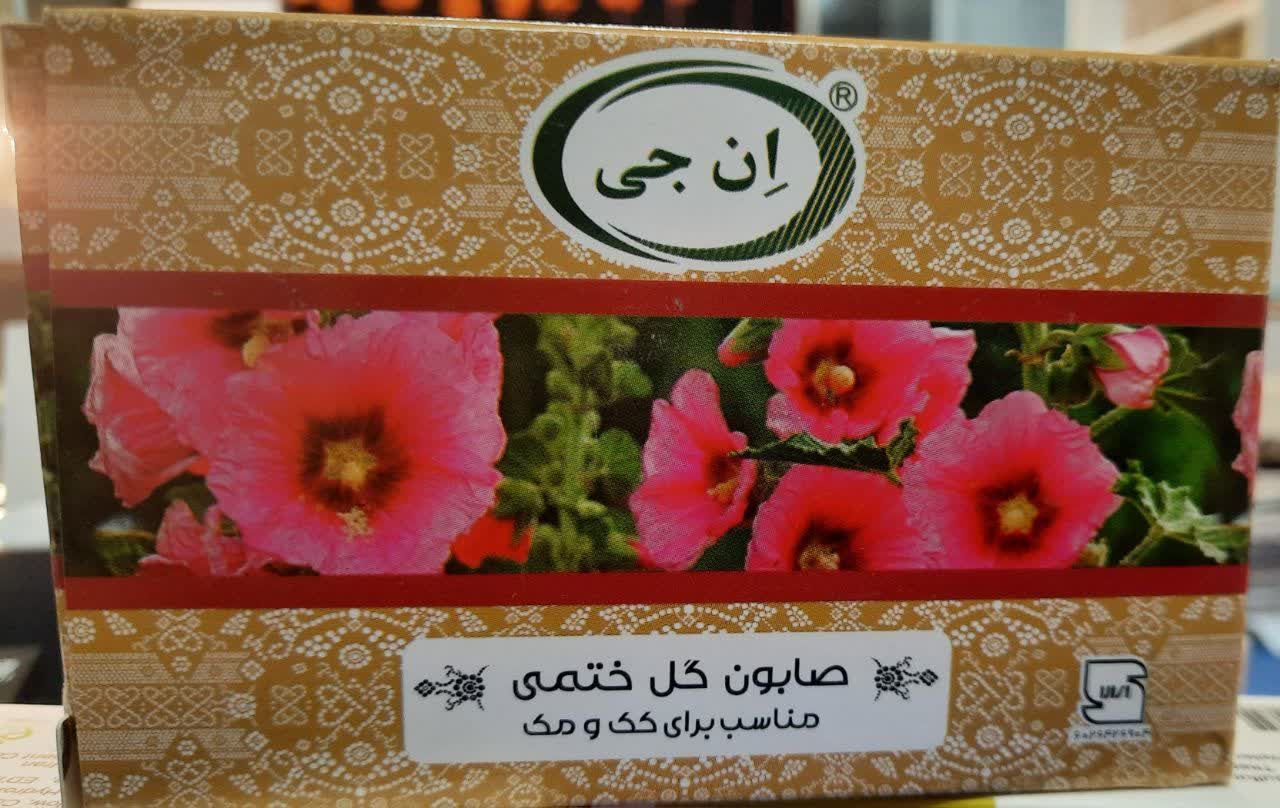 اِن جی
®
صابون گل ختمی
مناسب برای کک و مک